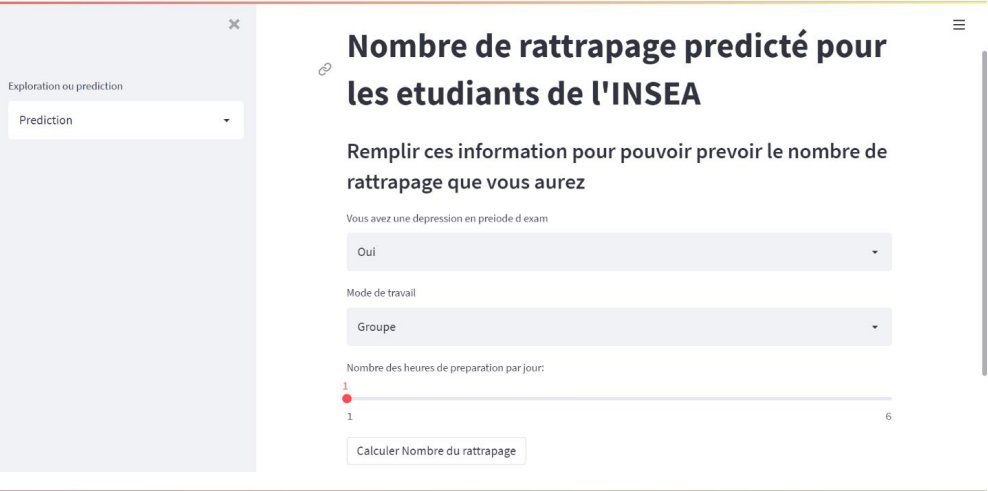 Exploration ou prediction
Prediction
Nombre de rattrapage predicté pour
les etudiants de l'INSEA
Remplir ces information pour pouvoir prevoir le nombre de
rattrapage que vous aurez
Vous avez une depression en preiode d exam
Oui
Mode de travail
Groupe
Nombre des heures de preparation par jour:
1
1 6
Calculer Nombre du rattrapage